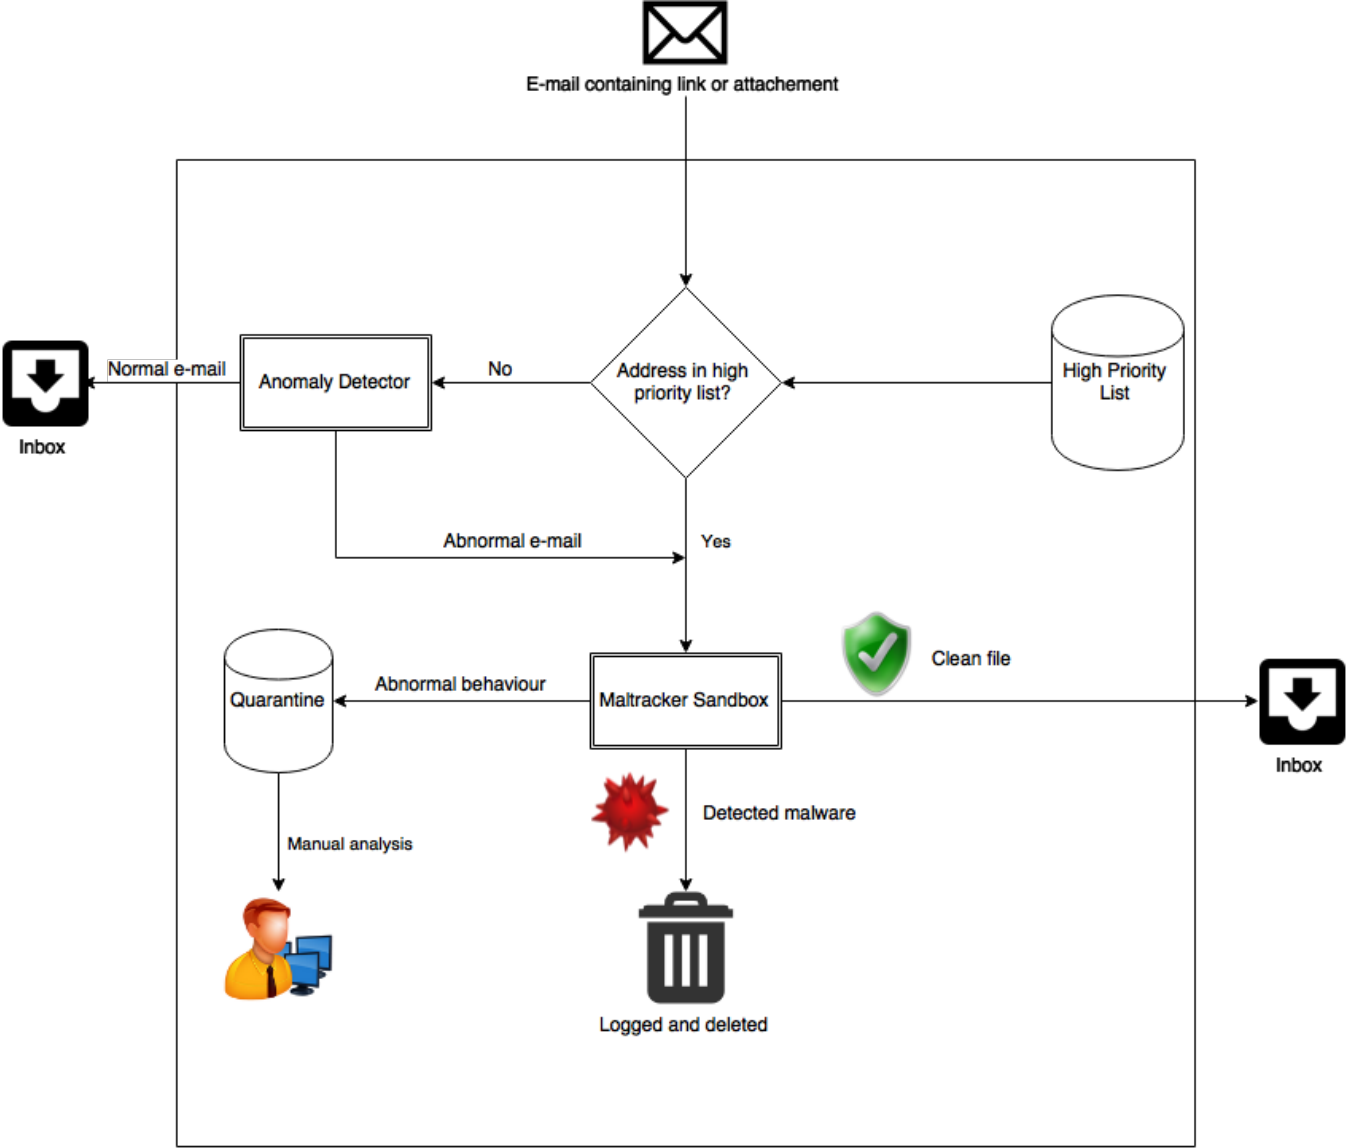 E-mail containing link or attachement
Normal e-mail
Anomaly Detector
No
Address in high
priority list?
High Priority
List
Inbox
Abnormal e-mail
Yes
Clean file
Abnormal behaviour
Quarantine
Maltracker Sandbox
Inbox
Detected malware
Manual analysis
Logged and deleted